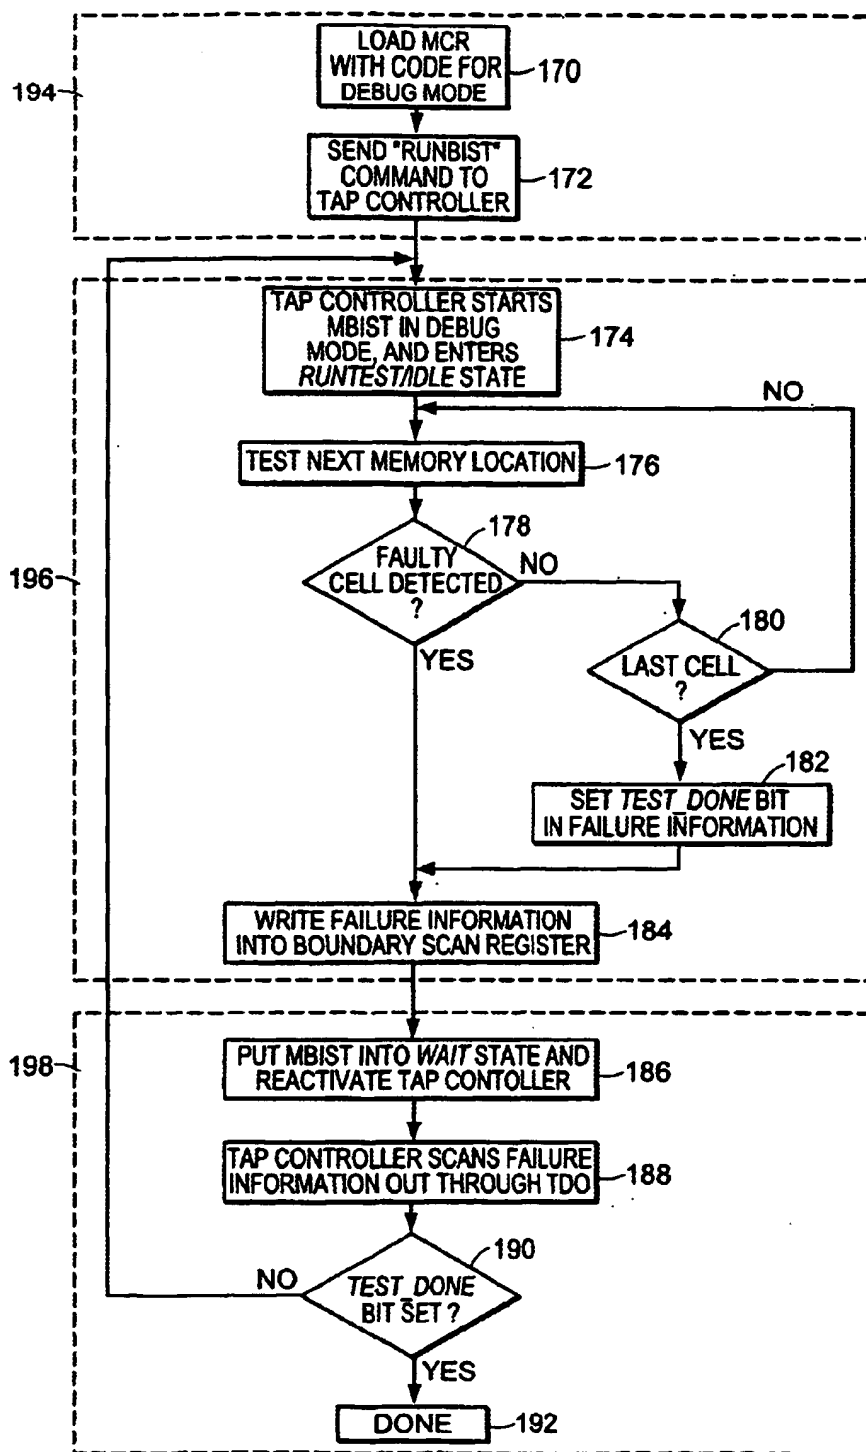 LOAD MCR
WITH CODE FOR
DEBUG MODE
170
194
SEND "RUNBIST"
COMMAND TO
TAP CONTROLLER
172
TAP CONTROLLER STARTS
MBIST IN DEBUG
MODE, AND ENTERS
RUNTEST/IDLE STATE
174
NO
TEST NEXT MEMORY LOCATION
176
178
FAULTY
CELL DETECTED
?
NO
196
YES
180
LAST CELL
?
YES
182
SET TEST_DONE BIT
IN FAILURE INFORMATION
WRITE FAILURE INFORMATION
INTO BOUNDARY SCAN REGISTER
184
198
PUT MBIST INTO WAIT STATE AND
REACTIVATE TAP CONTOLLER
186
TAP CONTROLLER SCANS FAILURE
INFORMATION OUT THROUGH TDO
188
190
NO
TEST_DONE
BIT SET ?
YES
DONE
192